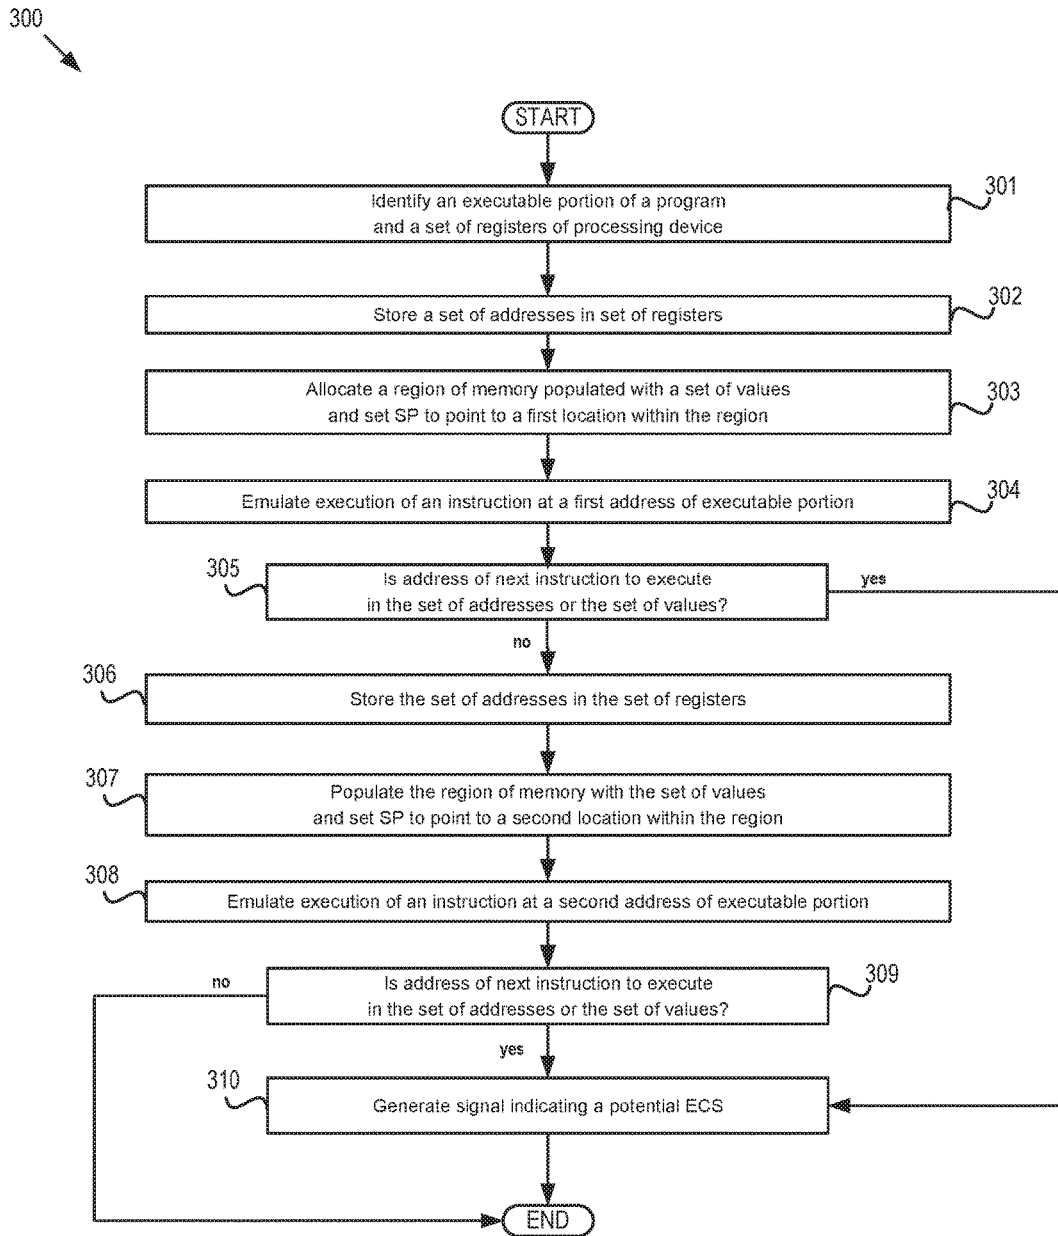 300
START
Identify an executable portion of a program
and a set of registers of processing device
301
Store a set of addresses in set of registers
302
Allocate a region of memory populated with a set of values
and set SP to point to a first location within the region
303
Emulate execution of an instruction at a first address of executable portion
304
305
Is address of next instruction to execute
in the set of addresses or the set of values?
yes
no
306
Store the set of addresses in the set of registers
307
Populate the region of memory with the set of values
and set SP to point to a second location within the region
308
Emulate execution of an instruction at a second address of executable portion
no
Is address of next instruction to execute
in the set of addresses or the set of values?
309
yes
310
Generate signal indicating a potential ECS
END